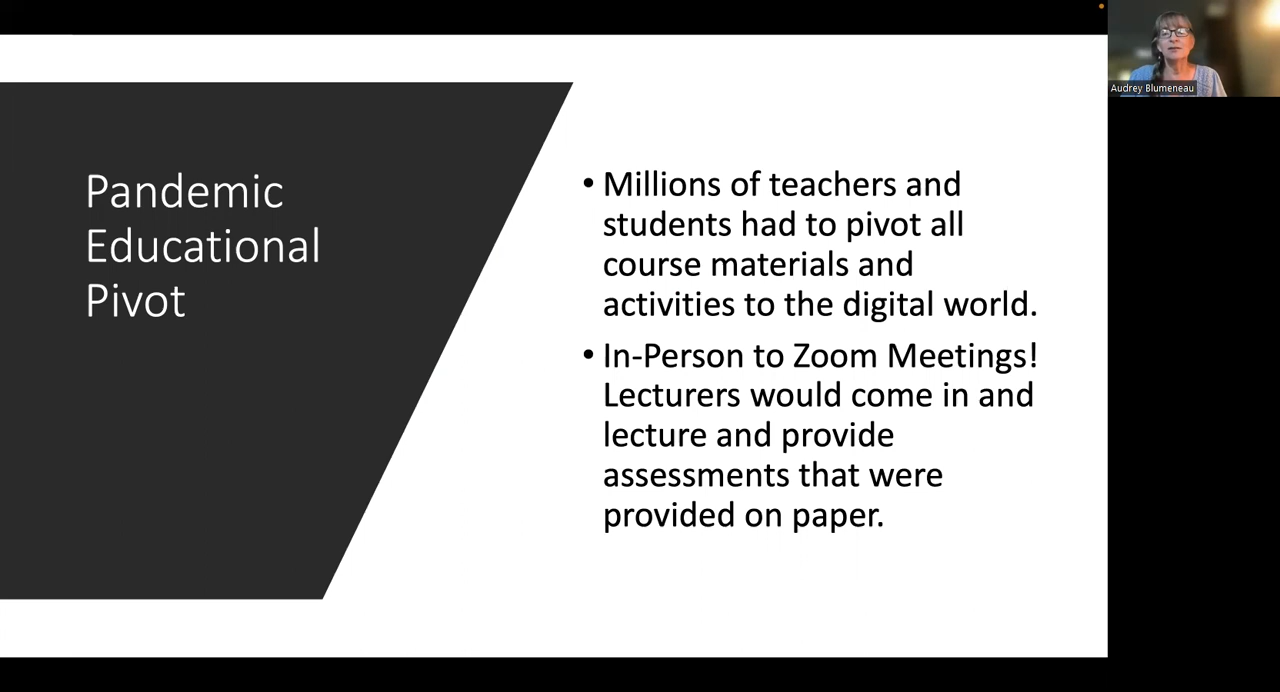 Pandemic
Educational
Pivot
• Millions of teachers and
students had to pivot all
course materials and
activities to the digital world.
• In-Person to Zoom Meetings!
Lecturers would come in and
lecture and provide
assessments that were
provided on paper.
Audrey Blumeneau